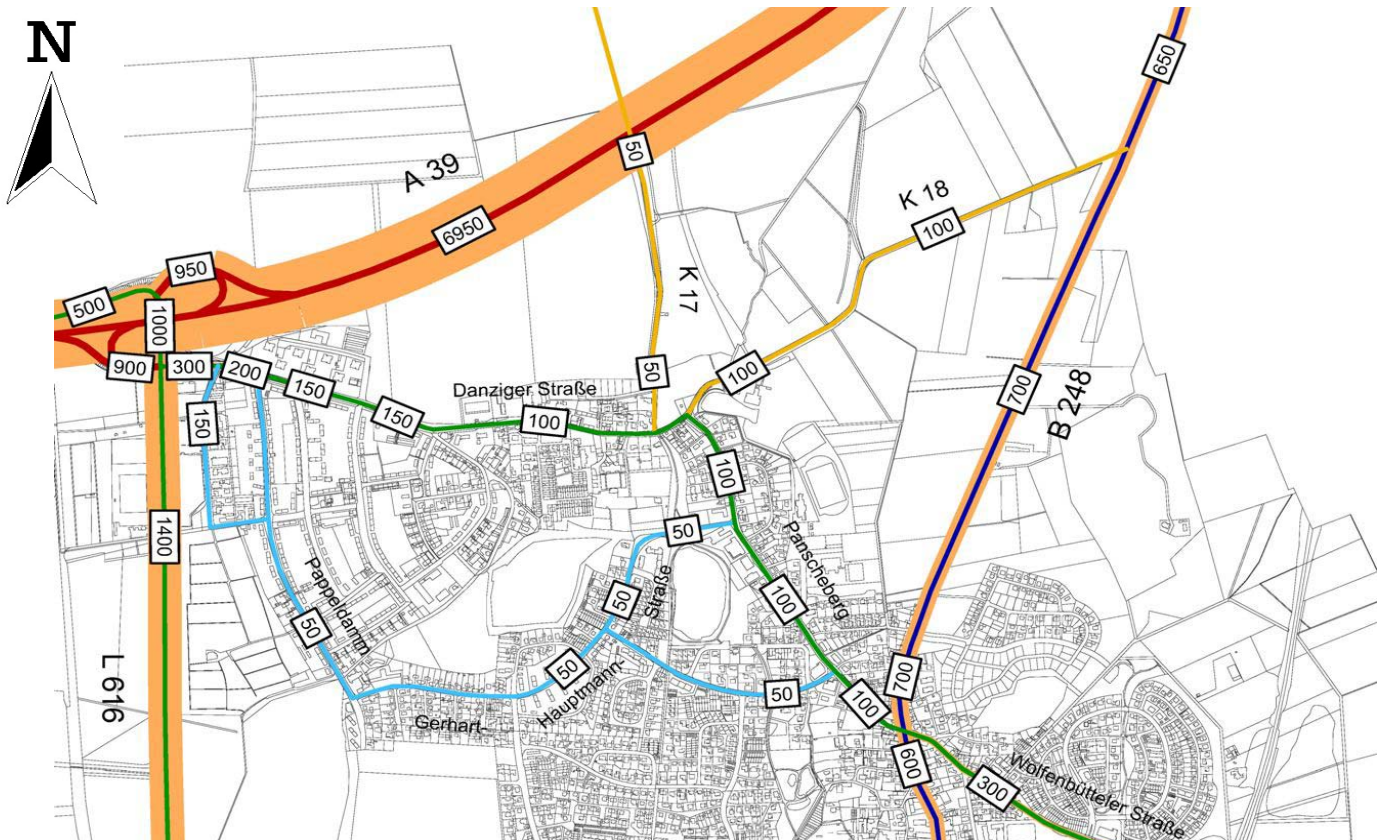 N
650
50
A 39
K 18
6950
100
950
K 17
500
1000
900
300
200
150
150
50
100
Danziger Straße
700
B 248
150
100
100
1400
50
Panscheberg
Pappeldamm
50
Straße
100
50
50
50
700
L 616
Hauptmann-
Gerhart-
100
600
Wolfenbütteler Straße
300